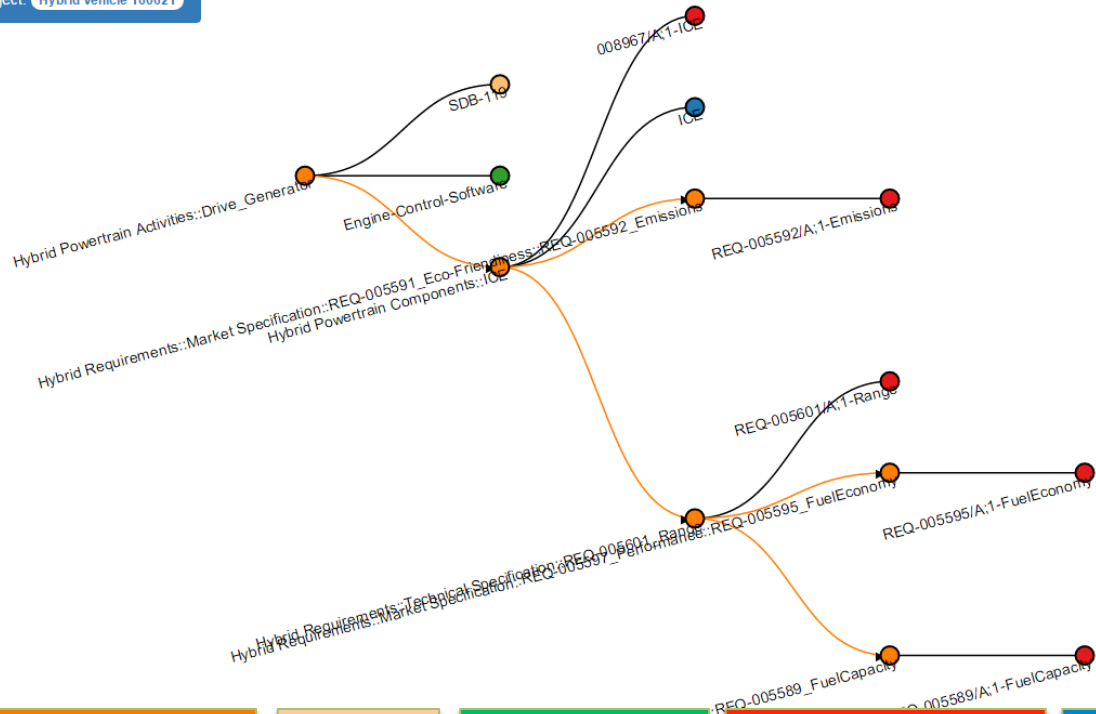 ject: Hybrid Vehicle 160621
008967/A;1-ICE
SDB-119
ICE
Hybrid Powertrain Activities::Drive_Generator
Engine-Control-Software
Hybrid Requirements::Market Specification::REQ-005591_Eco-Friendliness::REQ-005592_Emissions
REQ-005592/A;1-Emissions
Hybrid Powertrain Components::ICE
REQ-005601/A;1-Range
Hybrid Requirements::Technical Specification::REQ-005601_Range
Hybrid Requirements::Market Specification::REQ-005597_Performance::REQ-005595_FuelEconomy
REQ-005595/A;1-FuelEconomy
::REQ-005589_FuelCapacity
-005589/A;1-FuelCapacity